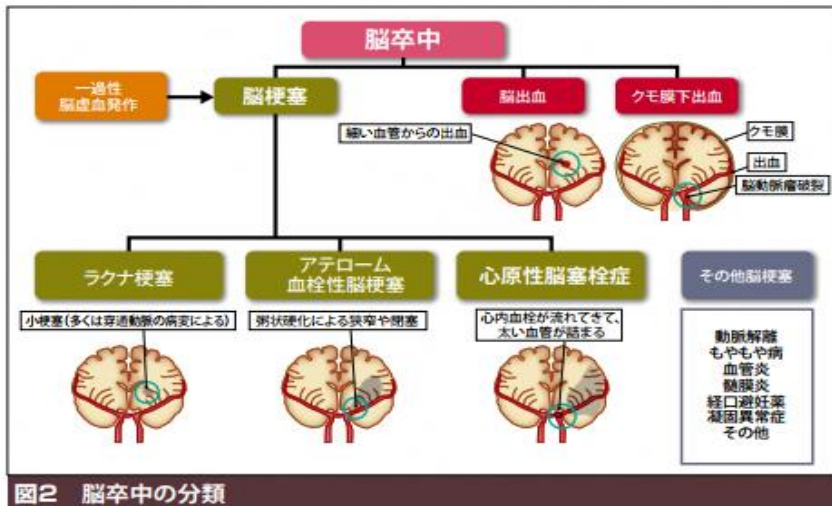 脳卒中
一過性
脳虚血発作
脳梗塞
脳出血
クモ膜下出血
細い血管からの出血
クモ膜
出血
脳動脈瘤破裂
ラクナ梗塞
アテローム
血栓性脳梗塞
心原性脳塞栓症
その他脳梗塞
小梗塞(多くは穿通動脈の病変による)
粥状硬化による狭窄や閉塞
心内血栓が流れてきて、
太い血管が詰まる
動脈解離
もやもや病
血管炎
髄膜炎
経口避妊薬
凝固異常症
その他
図2 脳卒中の分類